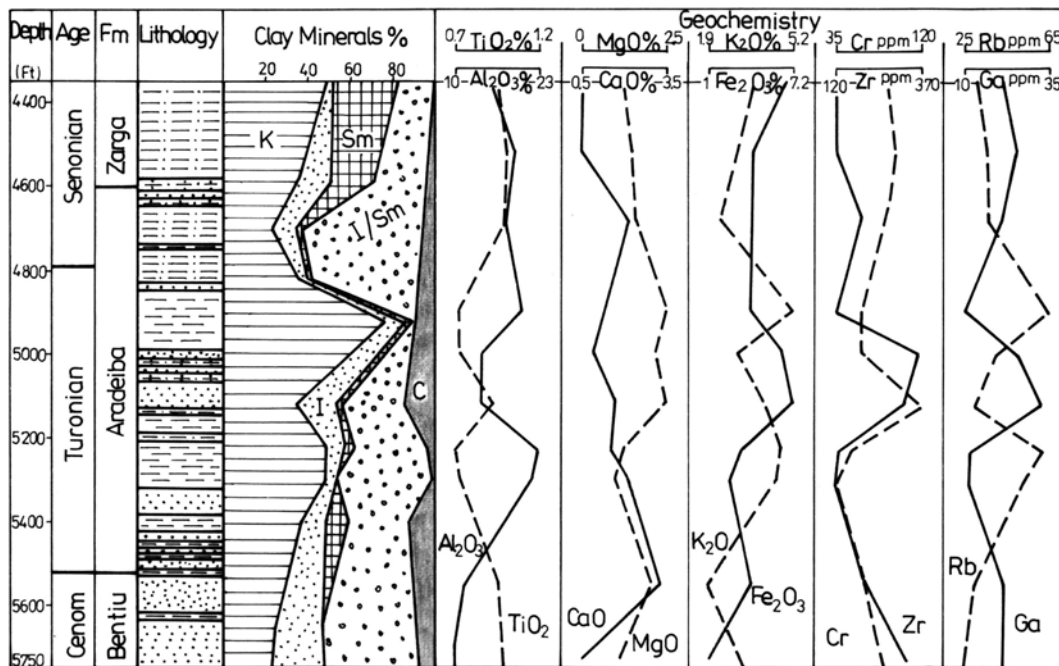 Geochemistry
Depth Age Fm Lithology Clay Minerals %
0.7 TiO₂% 1.2
0 MgO% 2.5
1.9 K₂O% 5.2
35 Cr ppm 120
25 Rb ppm 65
(Ft)
20 40 60 80
10 Al₂O₃% 23
0.5 CaO% 3.5
1 Fe₂O₃% 7.2
120 Zr ppm 370
10 Ga ppm 35
4400
4600
4800
5000
5200
5400
5600
5750
Senonian
Turonian
Cenom
Zarga
Aradeiba
Bentiu
K
Sm
I/Sm
I
C
Al₂O₃
TiO₂
CaO
MgO
K₂O
Fe₂O₃
Cr
Zr
Rb
Ga